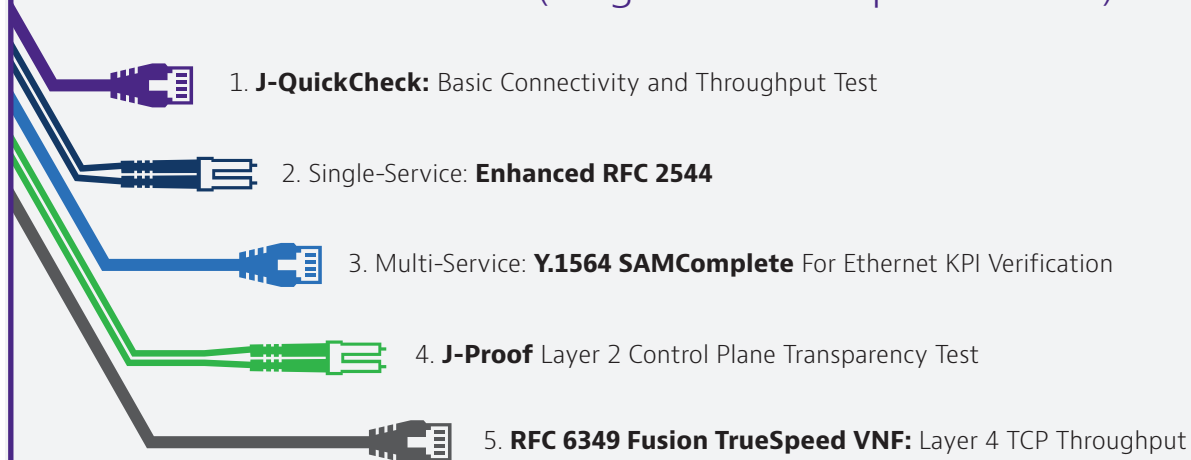 1. J-QuickCheck: Basic Connectivity and Throughput Test
2. Single-Service: Enhanced RFC 2544
3. Multi-Service: Y.1564 SAMComplete For Ethernet KPI Verification
4. J-Proof Layer 2 Control Plane Transparency Test
5. RFC 6349 Fusion TrueSpeed VNF: Layer 4 TCP Throughput